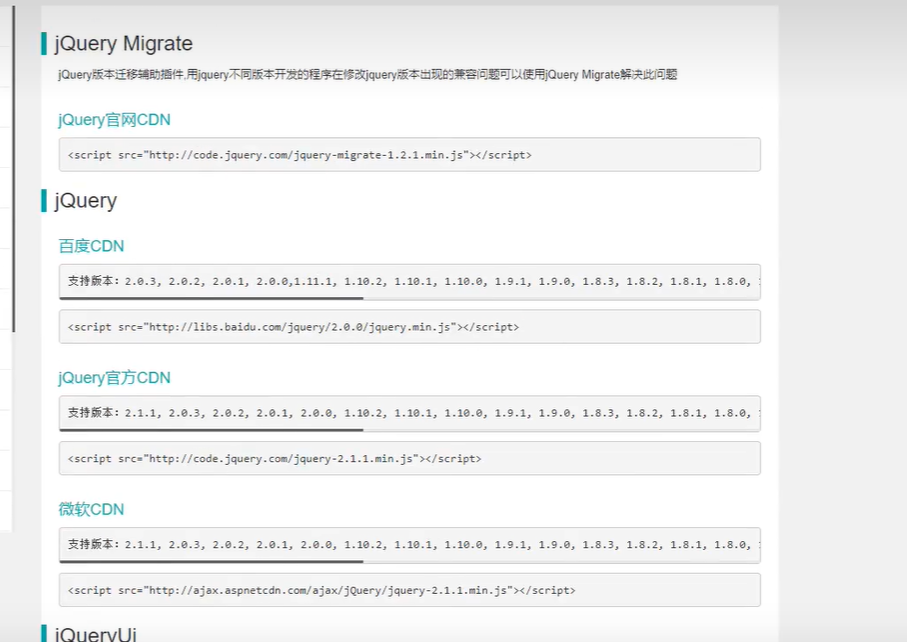 jQuery Migrate
jQuery版本迁移辅助插件,用jquery不同版本开发的程序在修改jquery版本出现的兼容问题可以使用jQuery Migrate解决此问题
jQuery官网CDN
<script src="http://code.jquery.com/jquery-migrate-1.2.1.min.js"></script>
jQuery
百度CDN
支持版本: 2.0.3, 2.0.2, 2.0.1, 2.0.0,1.11.1, 1.10.2, 1.10.1, 1.10.0, 1.9.1, 1.9.0, 1.8.3, 1.8.2, 1.8.1, 1.8.0,
<script src="http://libs.baidu.com/jquery/2.0.0/jquery.min.js"></script>
jQuery官方CDN
支持版本: 2.1.1, 2.0.3, 2.0.2, 2.0.1, 2.0.0, 1.10.2, 1.10.1, 1.10.0, 1.9.1, 1.9.0, 1.8.3, 1.8.2, 1.8.1, 1.8.0,
<script src="http://code.jquery.com/jquery-2.1.1.min.js"></script>
微软CDN
支持版本: 2.1.1, 2.0.3, 2.0.2, 2.0.1, 2.0.0, 1.10.2, 1.10.1, 1.10.0, 1.9.1, 1.9.0, 1.8.3, 1.8.2, 1.8.1, 1.8.0,
<script src="http://ajax.aspnetcdn.com/ajax/jQuery/jquery-2.1.1.min.js"></script>
jQueryUi